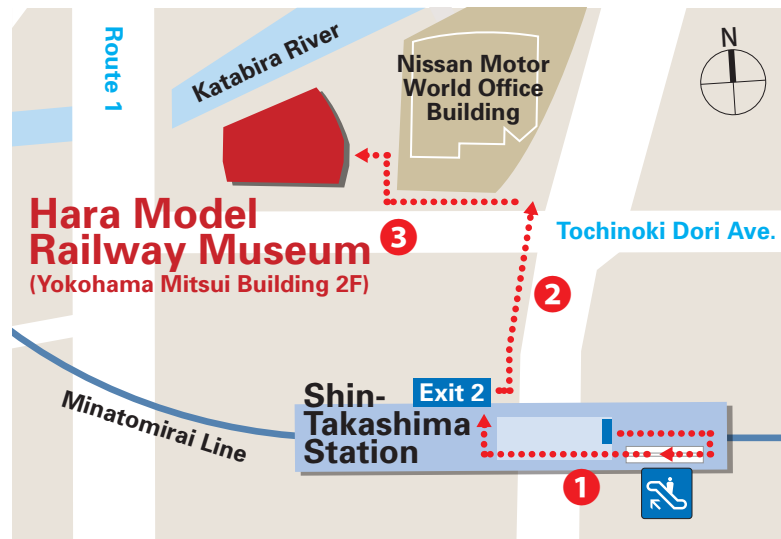 Route 1
Katabira River
Nissan Motor
World Office
Building
N
Hara Model
Railway Museum
(Yokohama Mitsui Building 2F)
3
Tochinoki Dori Ave.
2
Minatomirai Line
Shin-
Takashima
Station
Exit 2
1